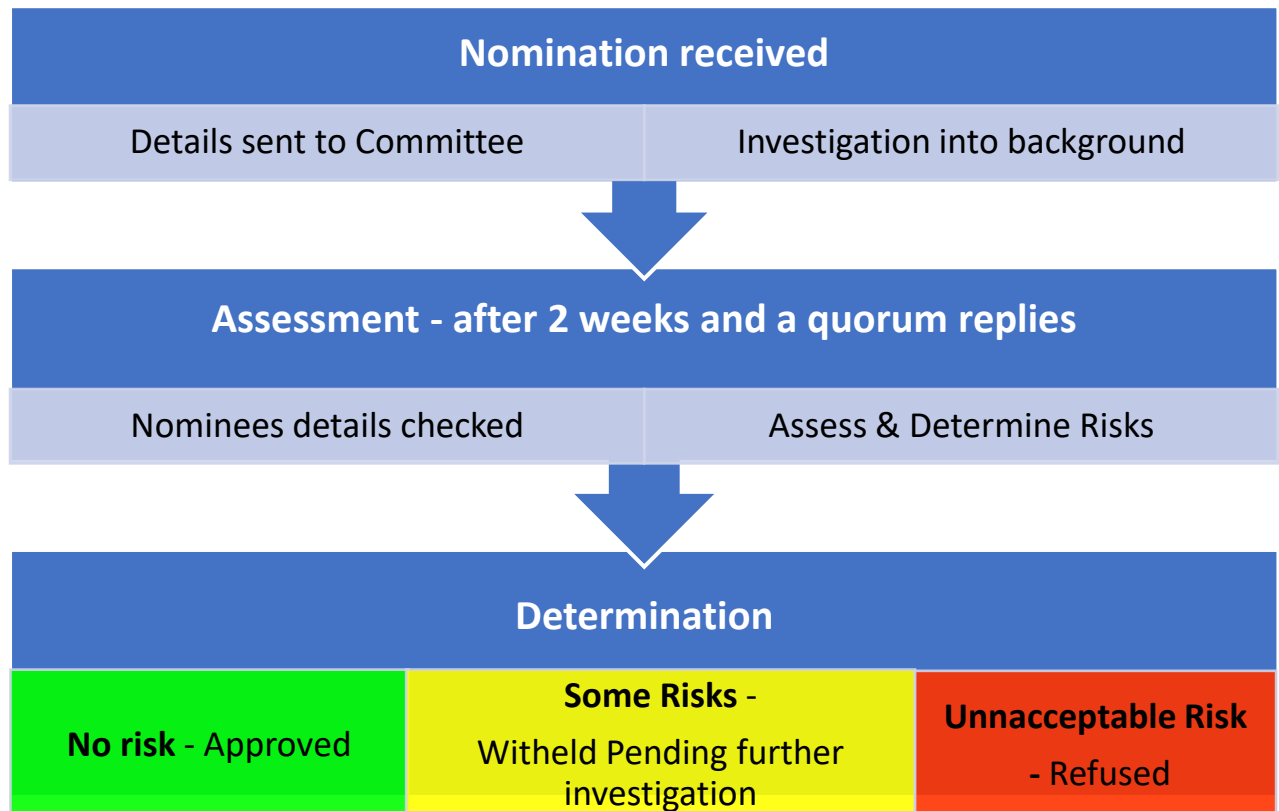 Nomination received
Details sent to Committee
Investigation into background
Assessment - after 2 weeks and a quorum replies
Nominees details checked
Assess & Determine Risks
Determination
No risk - Approved
Some Risks -
Witheld Pending further
investigation
Unnacceptable Risk
- Refused